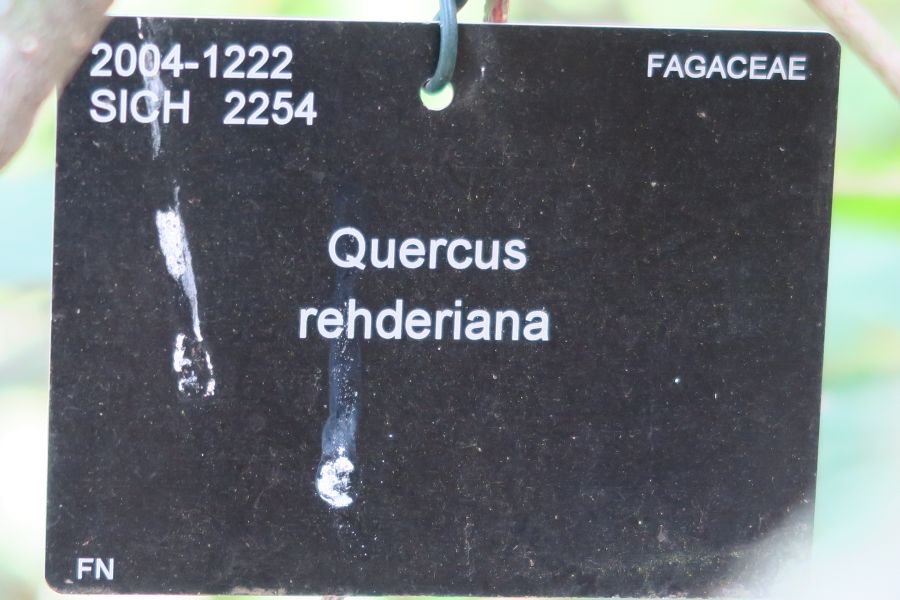 2004-1222
FAGACEAE
SICH 2254
Quercus
rehderiana
FN